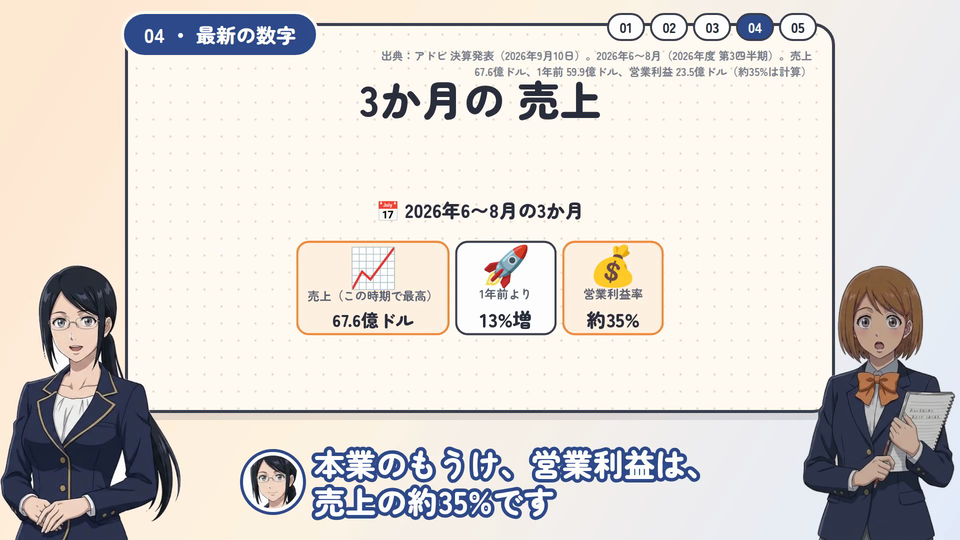 04 ・ 最新の数字
01 02 03 04 05
出典：アドビ 決算発表（2026年9月10日）。2026年6〜8月（2026年度 第3四半期）。売上
67.6億ドル、1年前 59.9億ドル、営業利益 23.5億ドル（約35%は計算）
3か月の 売上
July
17
2026年6〜8月の3か月
売上（この時期で最高）
67.6億ドル
1年前より
13%増
$
営業利益率
約35%
本業のもうけ、営業利益は、
売上の約35%です